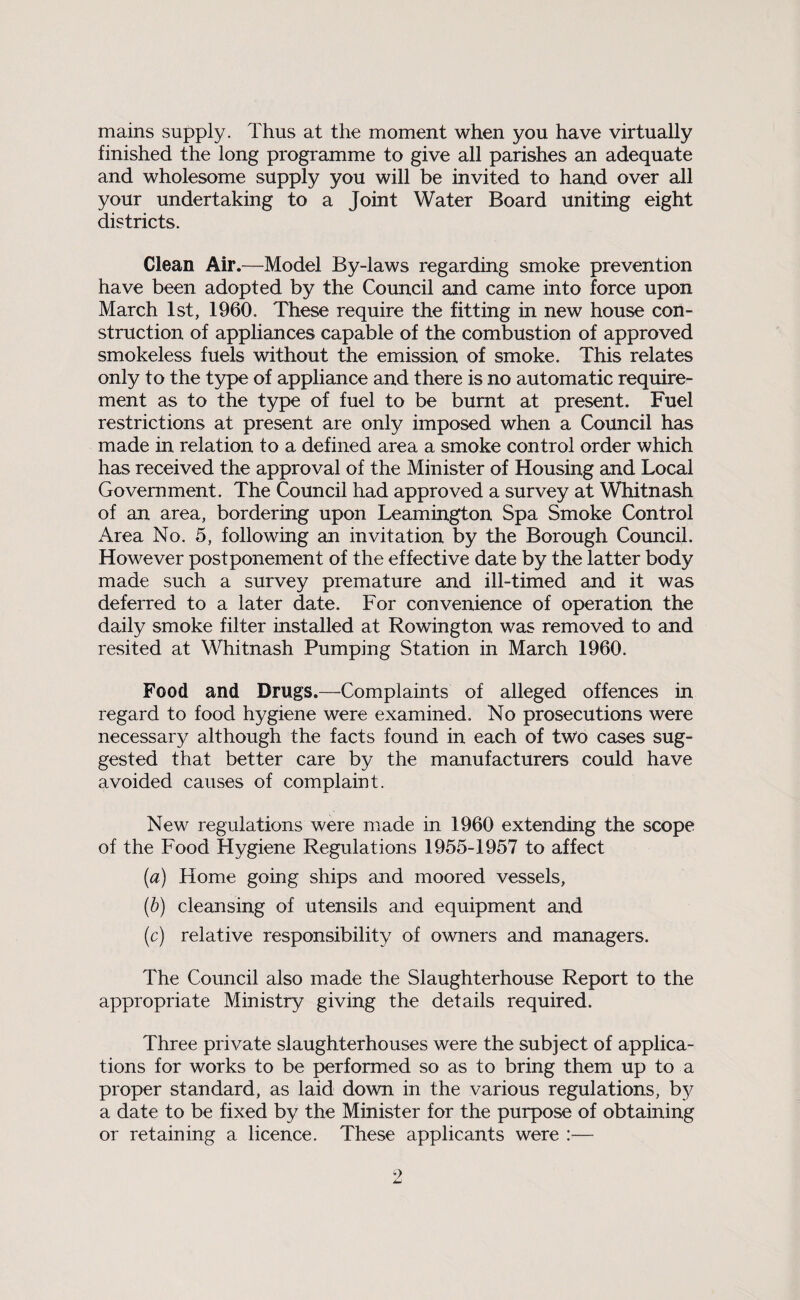 mains supply. Thus at the moment when you have virtually
finished the long programme to give all parishes an adequate
and wholesome supply you will be invited to hand over all
your undertaking to a Joint Water Board uniting eight
districts.
Clean Air.—Model By-laws regarding smoke prevention
have been adopted by the Council and came into force upon
March 1st, 1960. These require the fitting in new house con-
struction of appliances capable of the combustion of approved
smokeless fuels without the emission of smoke. This relates
only to the type of appliance and there is no automatic require-
ment as to the type of fuel to be burnt at present. Fuel
restrictions at present are only imposed when a Council has
made in relation to a defined area a smoke control order which
has received the approval of the Minister of Housing and Local
Government. The Council had approved a survey at Whitnash
of an area, bordering upon Leamington Spa Smoke Control
Area No. 5, following an invitation by the Borough Council.
However postponement of the effective date by the latter body
made such a survey premature and ill-timed and it was
deferred to a later date. For convenience of operation the
daily smoke filter installed at Rowington was removed to and
resited at Whitnash Pumping Station in March 1960.
Food and Drugs.—Complaints of alleged offences in
regard to food hygiene were examined. No prosecutions were
necessary although the facts found in each of two cases sug-
gested that better care by the manufacturers could have
avoided causes of complaint.
New regulations were made in 1960 extending the scope
of the Food Hygiene Regulations 1955-1957 to affect
(a) Home going ships and moored vessels,
(b) cleansing of utensils and equipment and
(c) relative responsibility of owners and managers.
The Council also made the Slaughterhouse Report to the
appropriate Ministry giving the details required.
Three private slaughterhouses were the subject of applica-
tions for works to be performed so as to bring them up to a
proper standard, as laid down in the various regulations, by
a date to be fixed by the Minister for the purpose of obtaining
or retaining a licence. These applicants were :—
2